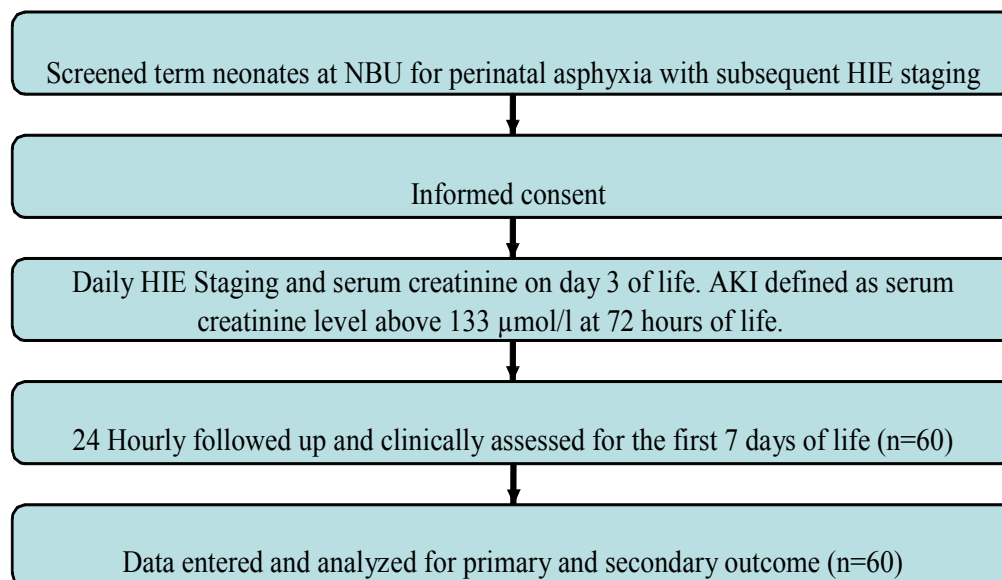 Screened term neonates at NBU for perinatal asphyxia with subsequent HIE staging
Informed consent
Daily HIE Staging and serum creatinine on day 3 of life. AKI defined as serum
creatinine level above 133 µmol/l at 72 hours of life.
24 Hourly followed up and clinically assessed for the first 7 days of life (n=60)
Data entered and analyzed for primary and secondary outcome (n=60)